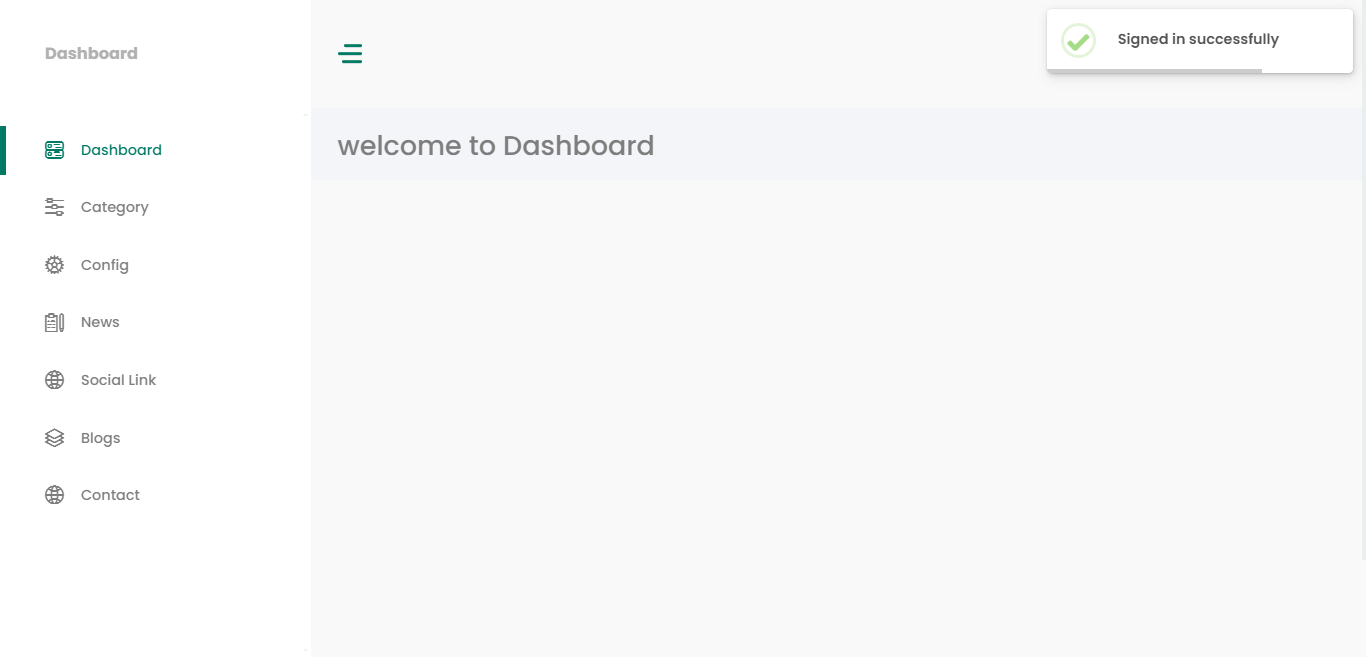 Dashboard
Signed in successfully
welcome to Dashboard
Dashboard
Category
Config
News
Social Link
Blogs
Contact